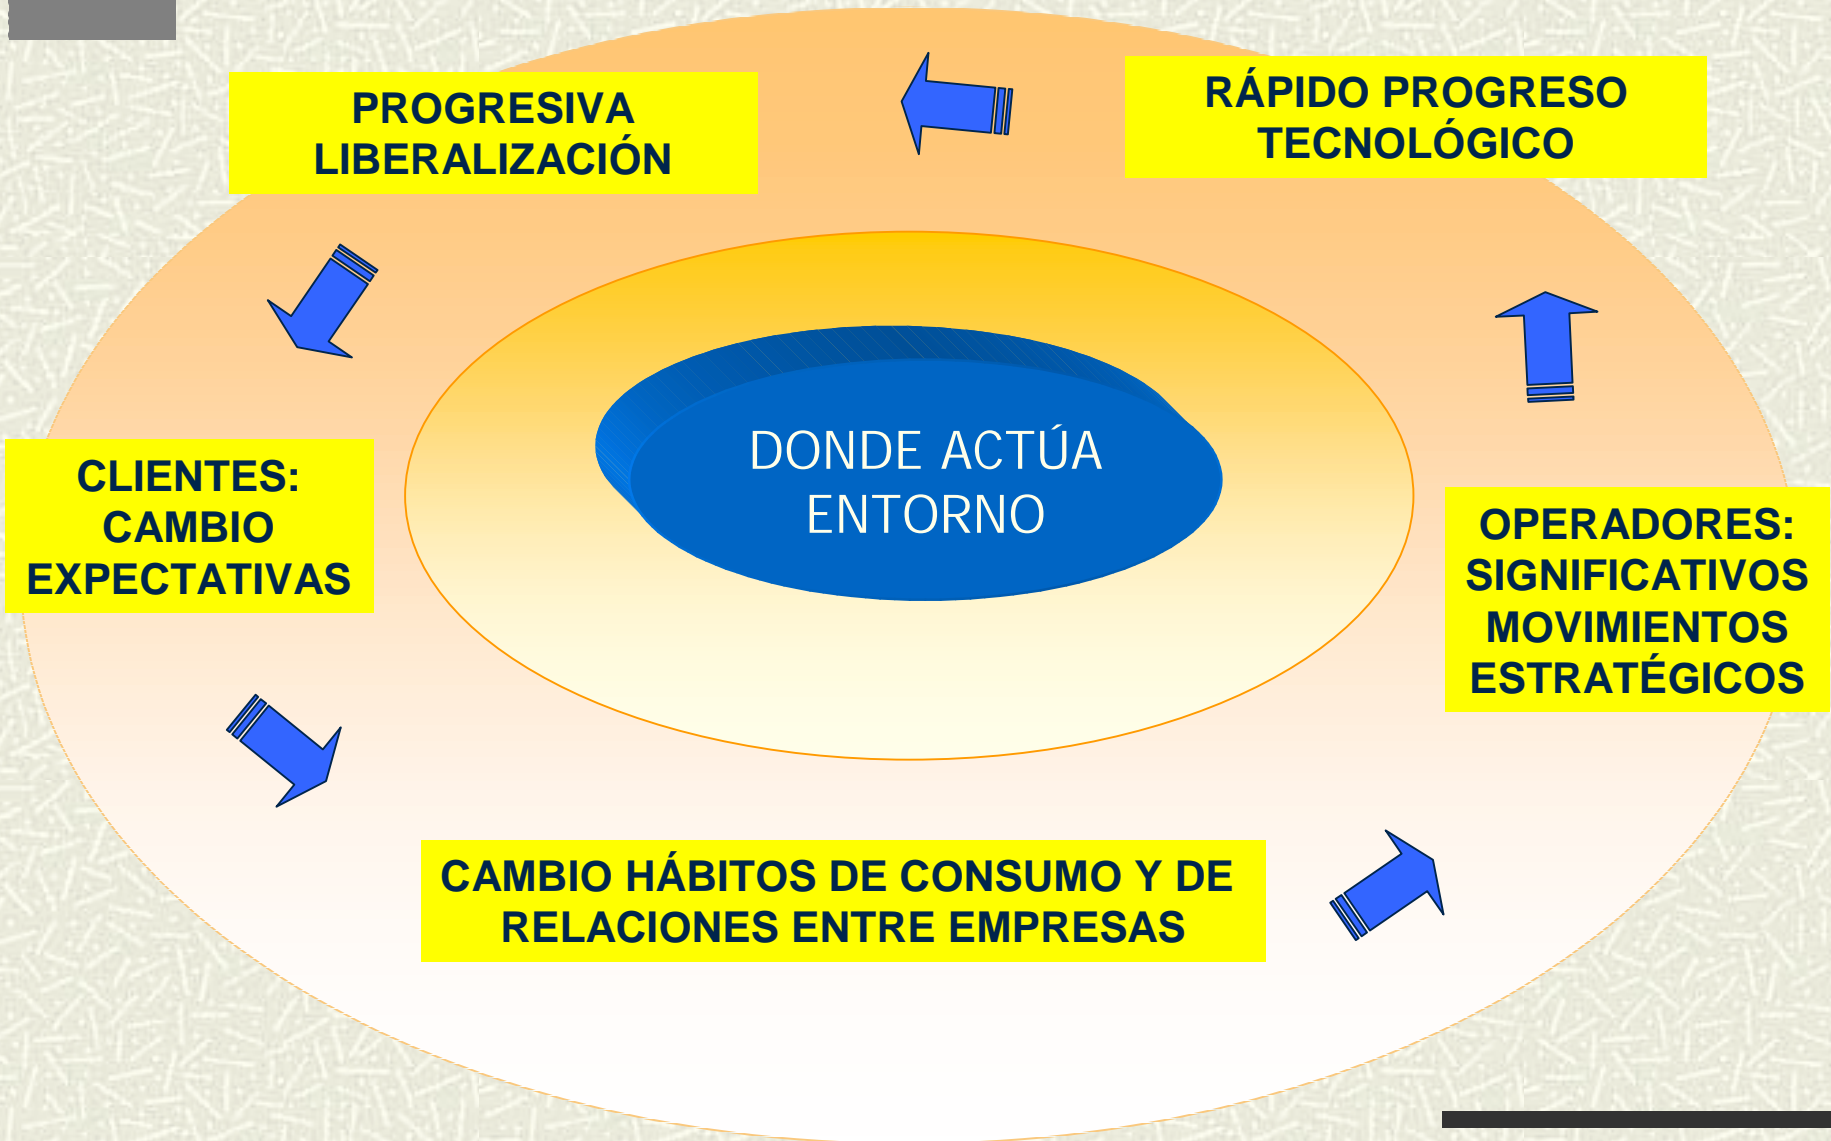 PROGRESIVA
LIBERALIZACIÓN
RÁPIDO PROGRESO
TECNOLÓGICO
DONDE ACTÚA
ENTORNO
CLIENTES:
CAMBIO
EXPECTATIVAS
OPERADORES:
SIGNIFICATIVOS
MOVIMIENTOS
ESTRATÉGICOS
CAMBIO HÁBITOS DE CONSUMO Y DE
RELACIONES ENTRE EMPRESAS